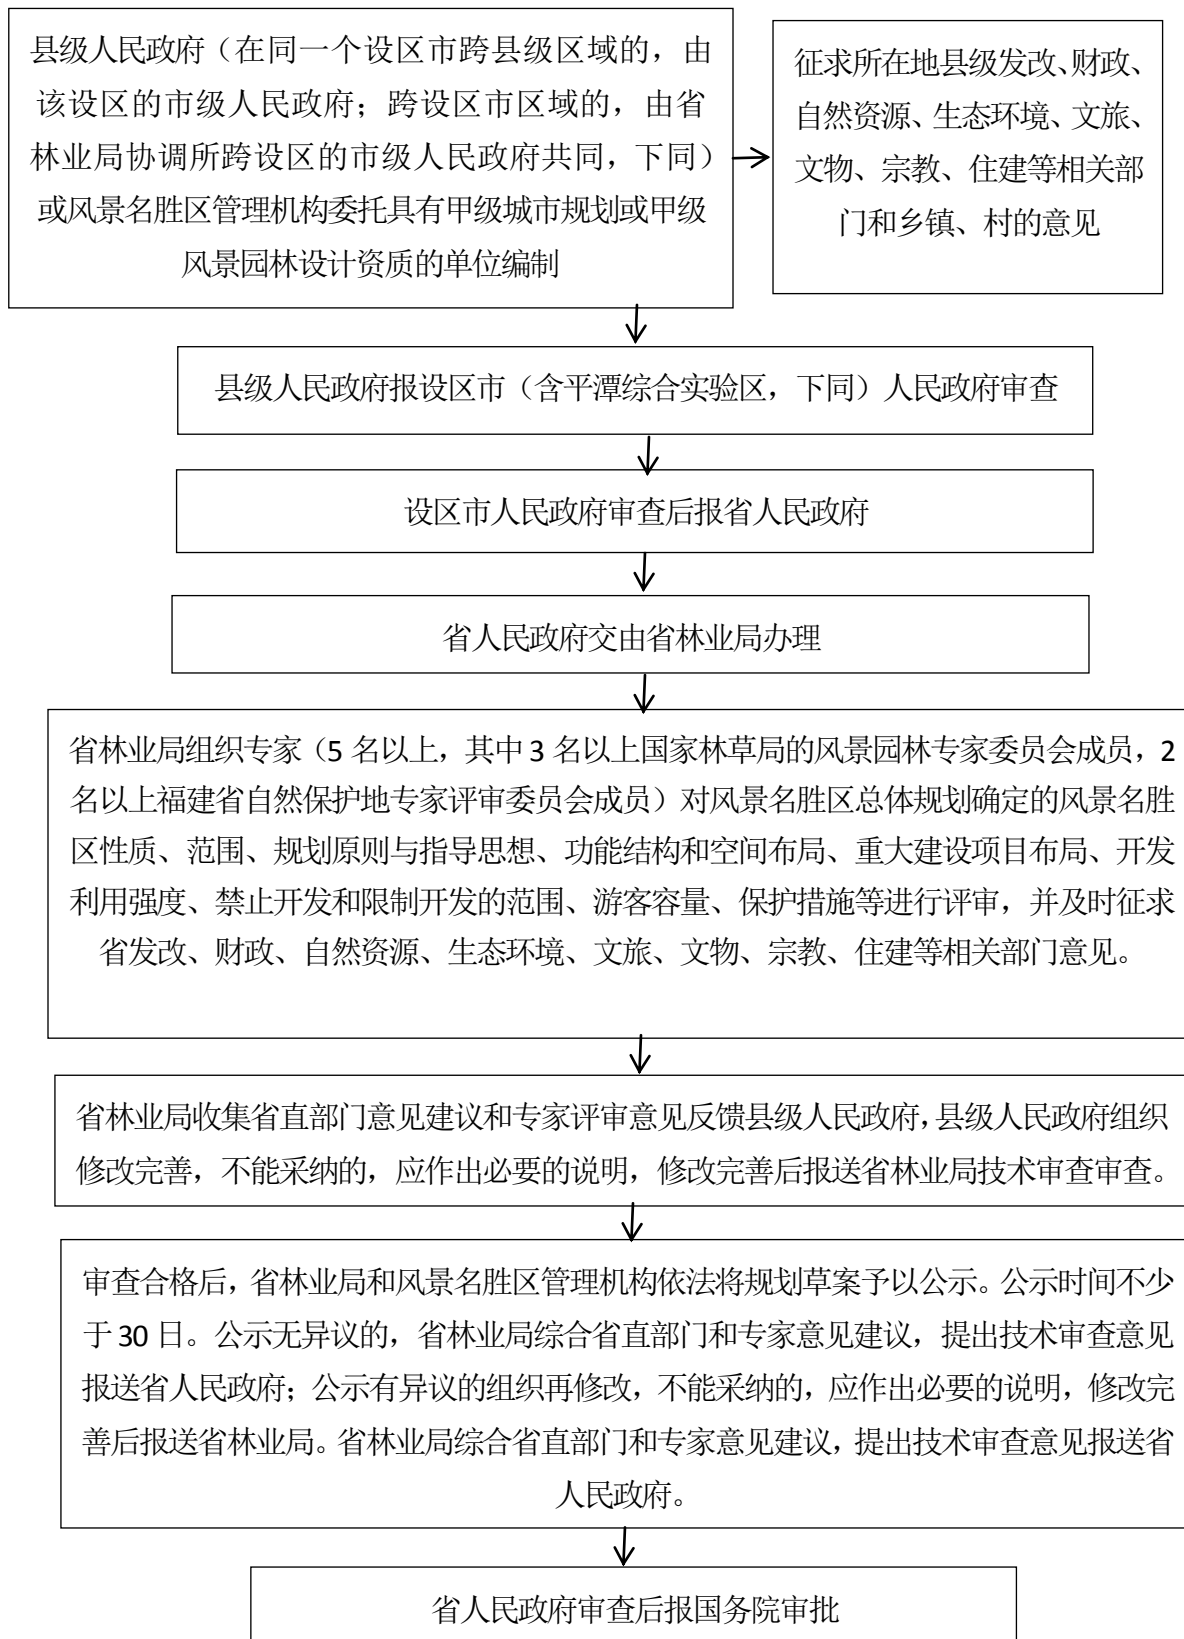 县级人民政府（在同一个设区市跨县级区域的，由
该设区的市级人民政府；跨设区市区域的，由省
林业局协调所跨设区的市级人民政府共同，下同）
或风景名胜区管理机构委托具有甲级城市规划或甲级
风景园林设计资质的单位编制
征求所在地县级发改、财政、
自然资源、生态环境、文旅、
文物、宗教、住建等相关部
门和乡镇、村的意见
县级人民政府报设区市（含平潭综合实验区，下同）人民政府审查
设区市人民政府审查后报省人民政府
省人民政府交由省林业局办理
省林业局组织专家（5 名以上，其中 3 名以上国家林草局的风景园林专家委员会成员，2
名以上福建省自然保护地专家评审委员会成员）对风景名胜区总体规划确定的风景名胜
区性质、范围、规划原则与指导思想、功能结构和空间布局、重大建设项目布局、开发
利用强度、禁止开发和限制开发的范围、游客容量、保护措施等进行评审，并及时征求
省发改、财政、自然资源、生态环境、文旅、文物、宗教、住建等相关部门意见。
省林业局收集省直部门意见建议和专家评审意见反馈县级人民政府，县级人民政府组织
修改完善，不能采纳的，应作出必要的说明，修改完善后报送省林业局技术审查审查。
审查合格后，省林业局和风景名胜区管理机构依法将规划草案予以公示。公示时间不少
于 30 日。公示无异议的，省林业局综合省直部门和专家意见建议，提出技术审查意见
报送省人民政府；公示有异议的组织再修改，不能采纳的，应作出必要的说明，修改完
善后报送省林业局。省林业局综合省直部门和专家意见建议，提出技术审查意见报送省
人民政府。
省人民政府审查后报国务院审批